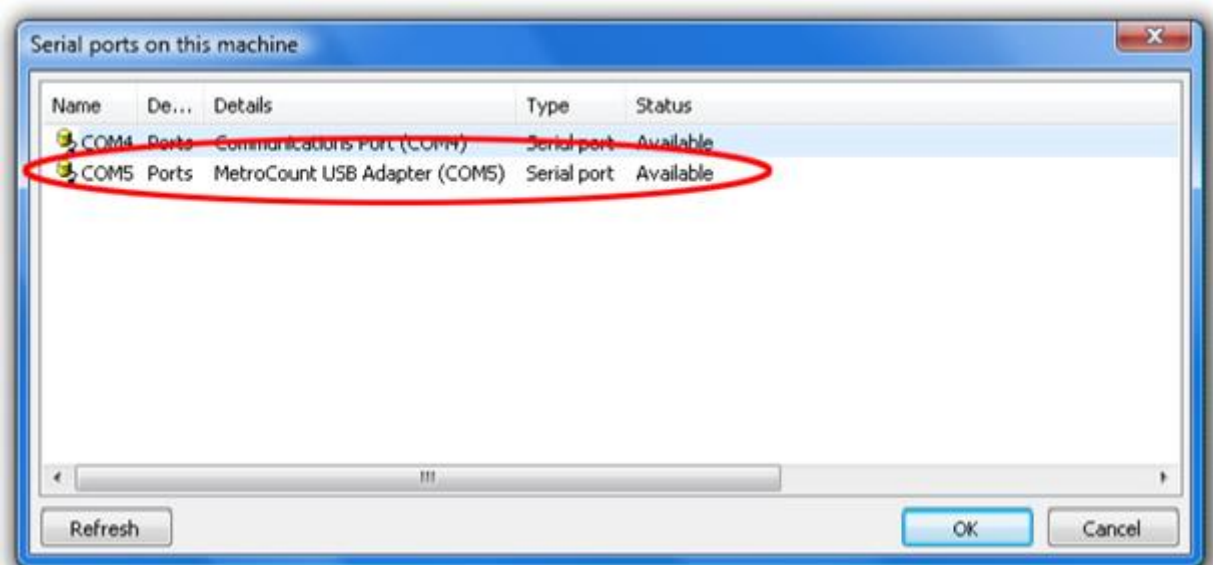 Serial ports on this machine
Name De... Details Type Status
COM4 Ports Communications Port (COM4) Serial port Available
COM5 Ports MetroCount USB Adapter (COM5) Serial port Available
Refresh OK Cancel